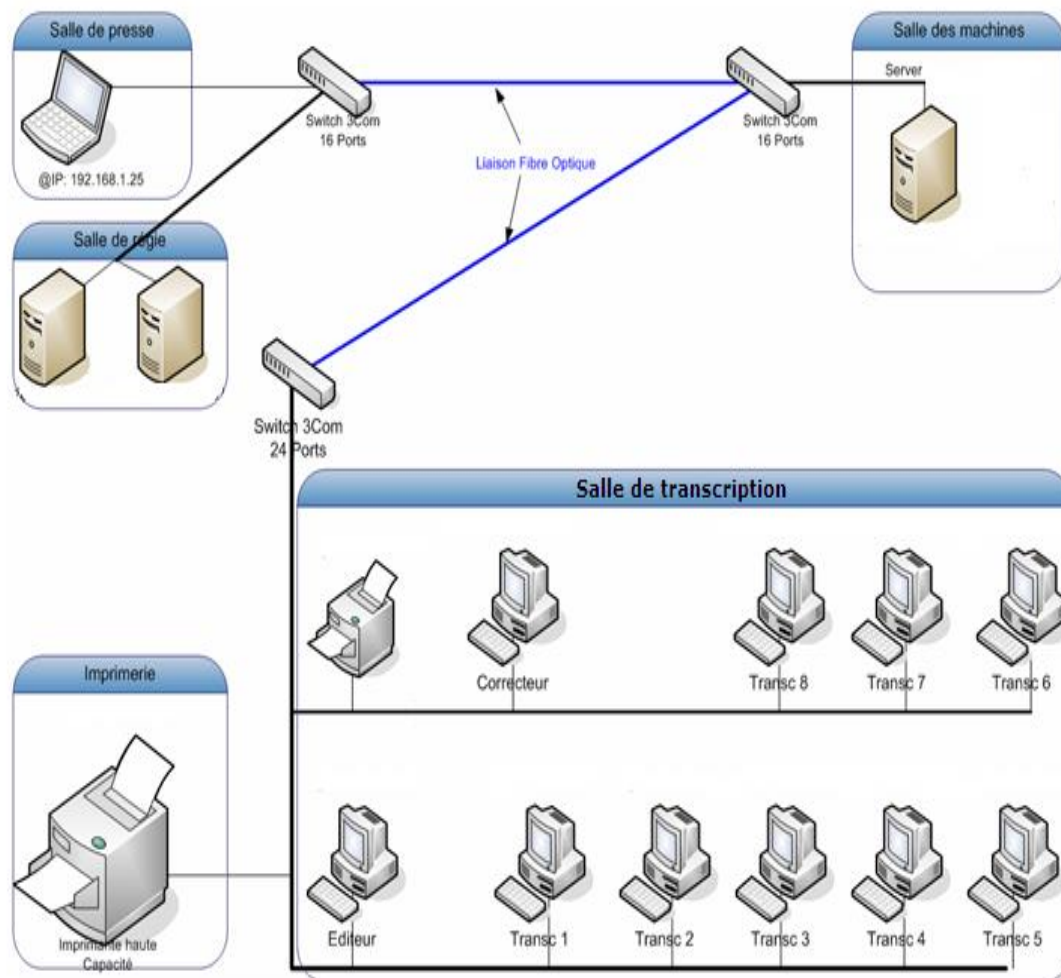 Salle de presse
@IP: 192.168.1.25
Switch 3Com
16 Ports
Switch 3Com
16 Ports
Salle des machines
Server
Liaison Fibre Optique
Salle de régie
Switch 3Com
24 Ports
Salle de transcription
Correcteur
Transc 8
Transc 7
Transc 6
Imprimerie
Imprimante haute
Capacité
Editeur
Transc 1
Transc 2
Transc 3
Transc 4
Transc 5